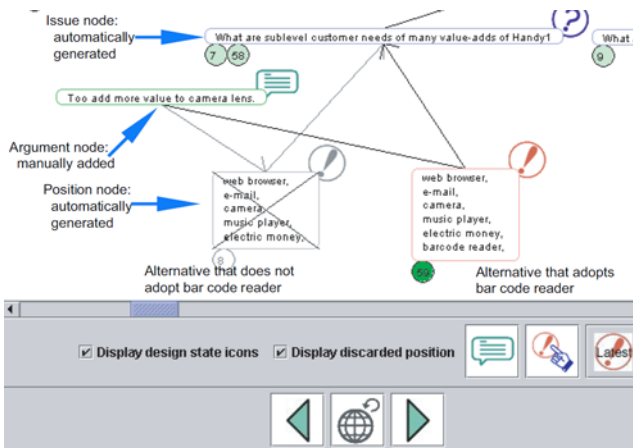 Issue node:
automatically
generated
What are sublevel customer needs of many value-adds of Handy1
7 58
What
9
Too add more value to camera lens.
Argument node:
manually added
Position node:
automatically
generated
web browser,
e-mail,
camera,
music player,
electric money,
8
web browser,
e-mail,
camera,
music player,
electric money,
barcode reader,
59
Alternative that does not
adopt bar code reader
Alternative that adopts
bar code reader
Display design state icons
Display discarded position
Latest